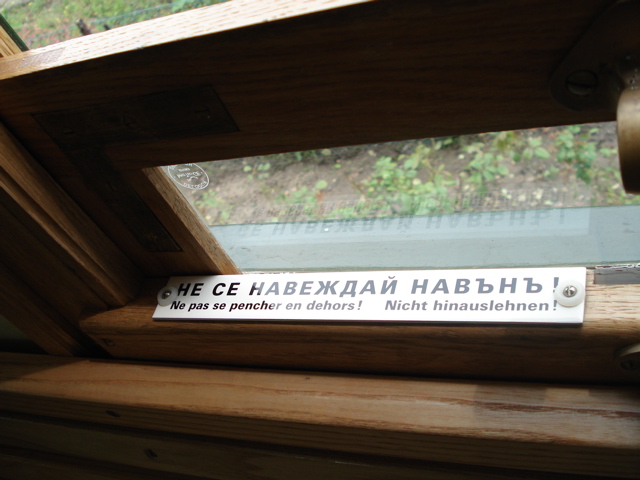 НЕ СЕ НАВЕЖДАЙ НАВЪНЪ!
Ne pas se pencher en dehors! Nicht hinauslehnen!